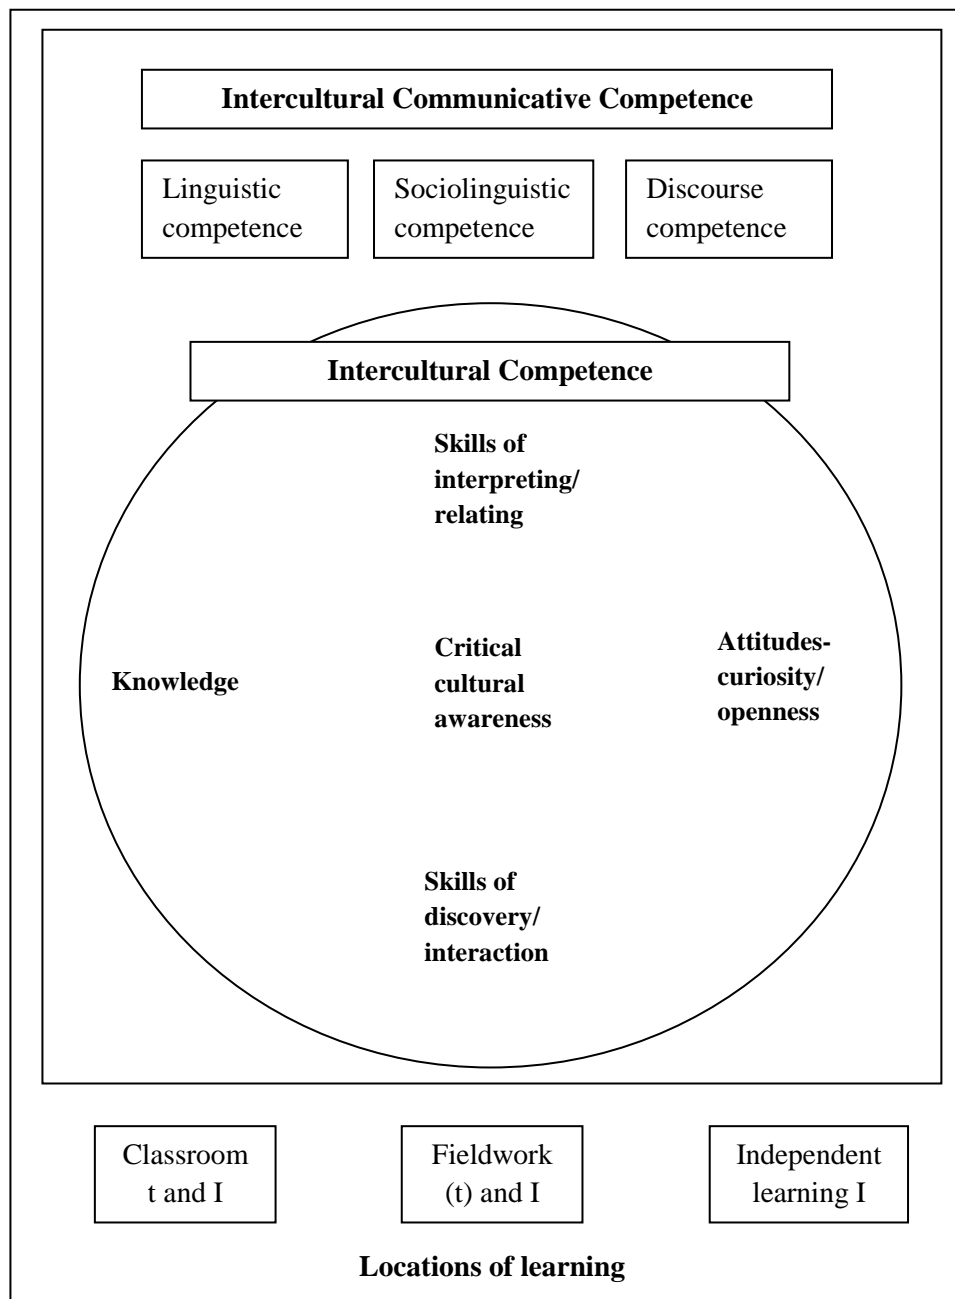 Intercultural Communicative Competence
Linguistic
competence
Sociolinguistic
competence
Discourse
competence
Intercultural Competence
Skills of
interpreting/
relating
Knowledge
Critical
cultural
awareness
Attitudes-
curiosity/
openness
Skills of
discovery/
interaction
Classroom
t and I
Fieldwork
(t) and I
Independent
learning I
Locations of learning